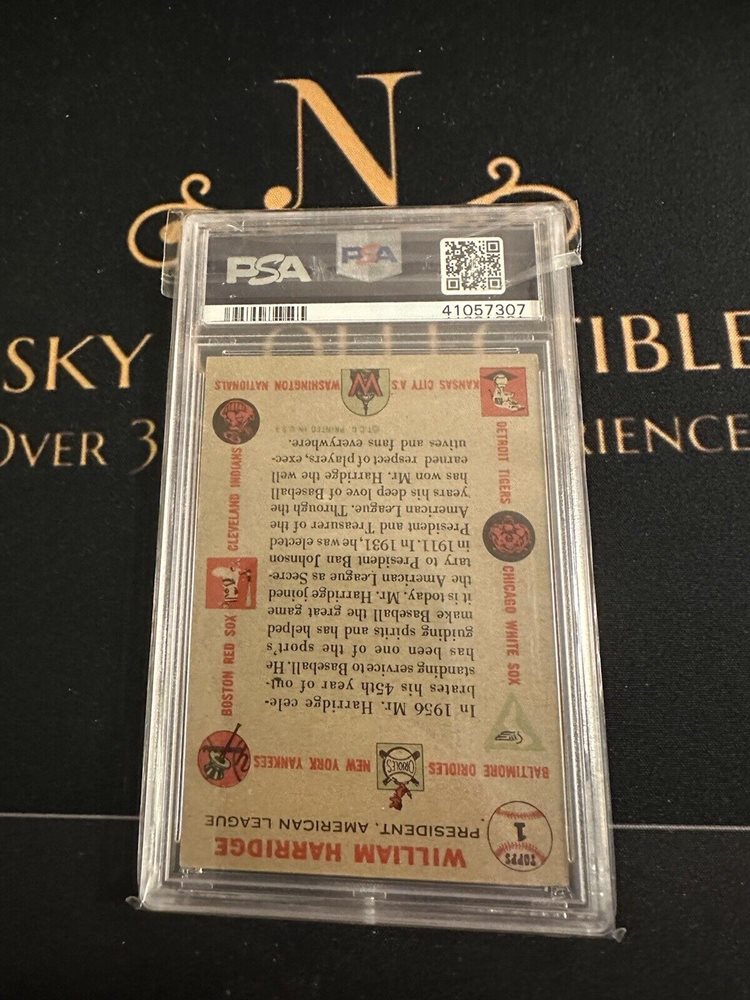 N
SKY COLLECTIBLE
OVER 3
RIENCE
PSA
PSA
41057307
TOPPS
1
WILLIAM HARRIDGE
PRESIDENT, AMERICAN LEAGUE
BALTIMORE ORIOLES
ORIOLES
NEW YORK YANKEES
BOSTON RED SOX
CLEVELAND INDIANS
CHICAGO WHITE SOX
DETROIT TIGERS
KANSAS CITY A'S
W
WASHINGTON NATIONALS
In 1956 Mr. Harridge cele-
brates his 45th year of out-
standing service to Baseball. He
has been one of the sport's
guiding spirits and has helped
make Baseball the great game
it is today. Mr. Harridge joined
the American League as Secre-
tary to President Ban Johnson
in 1911. In 1931, he was elected
President and Treasurer of the
American League. Through the
years his deep love of Baseball
has won Mr. Harridge the well
earned respect of players, exec-
utives and fans everywhere.
©T.C.G. PRINTED IN U.S.A.